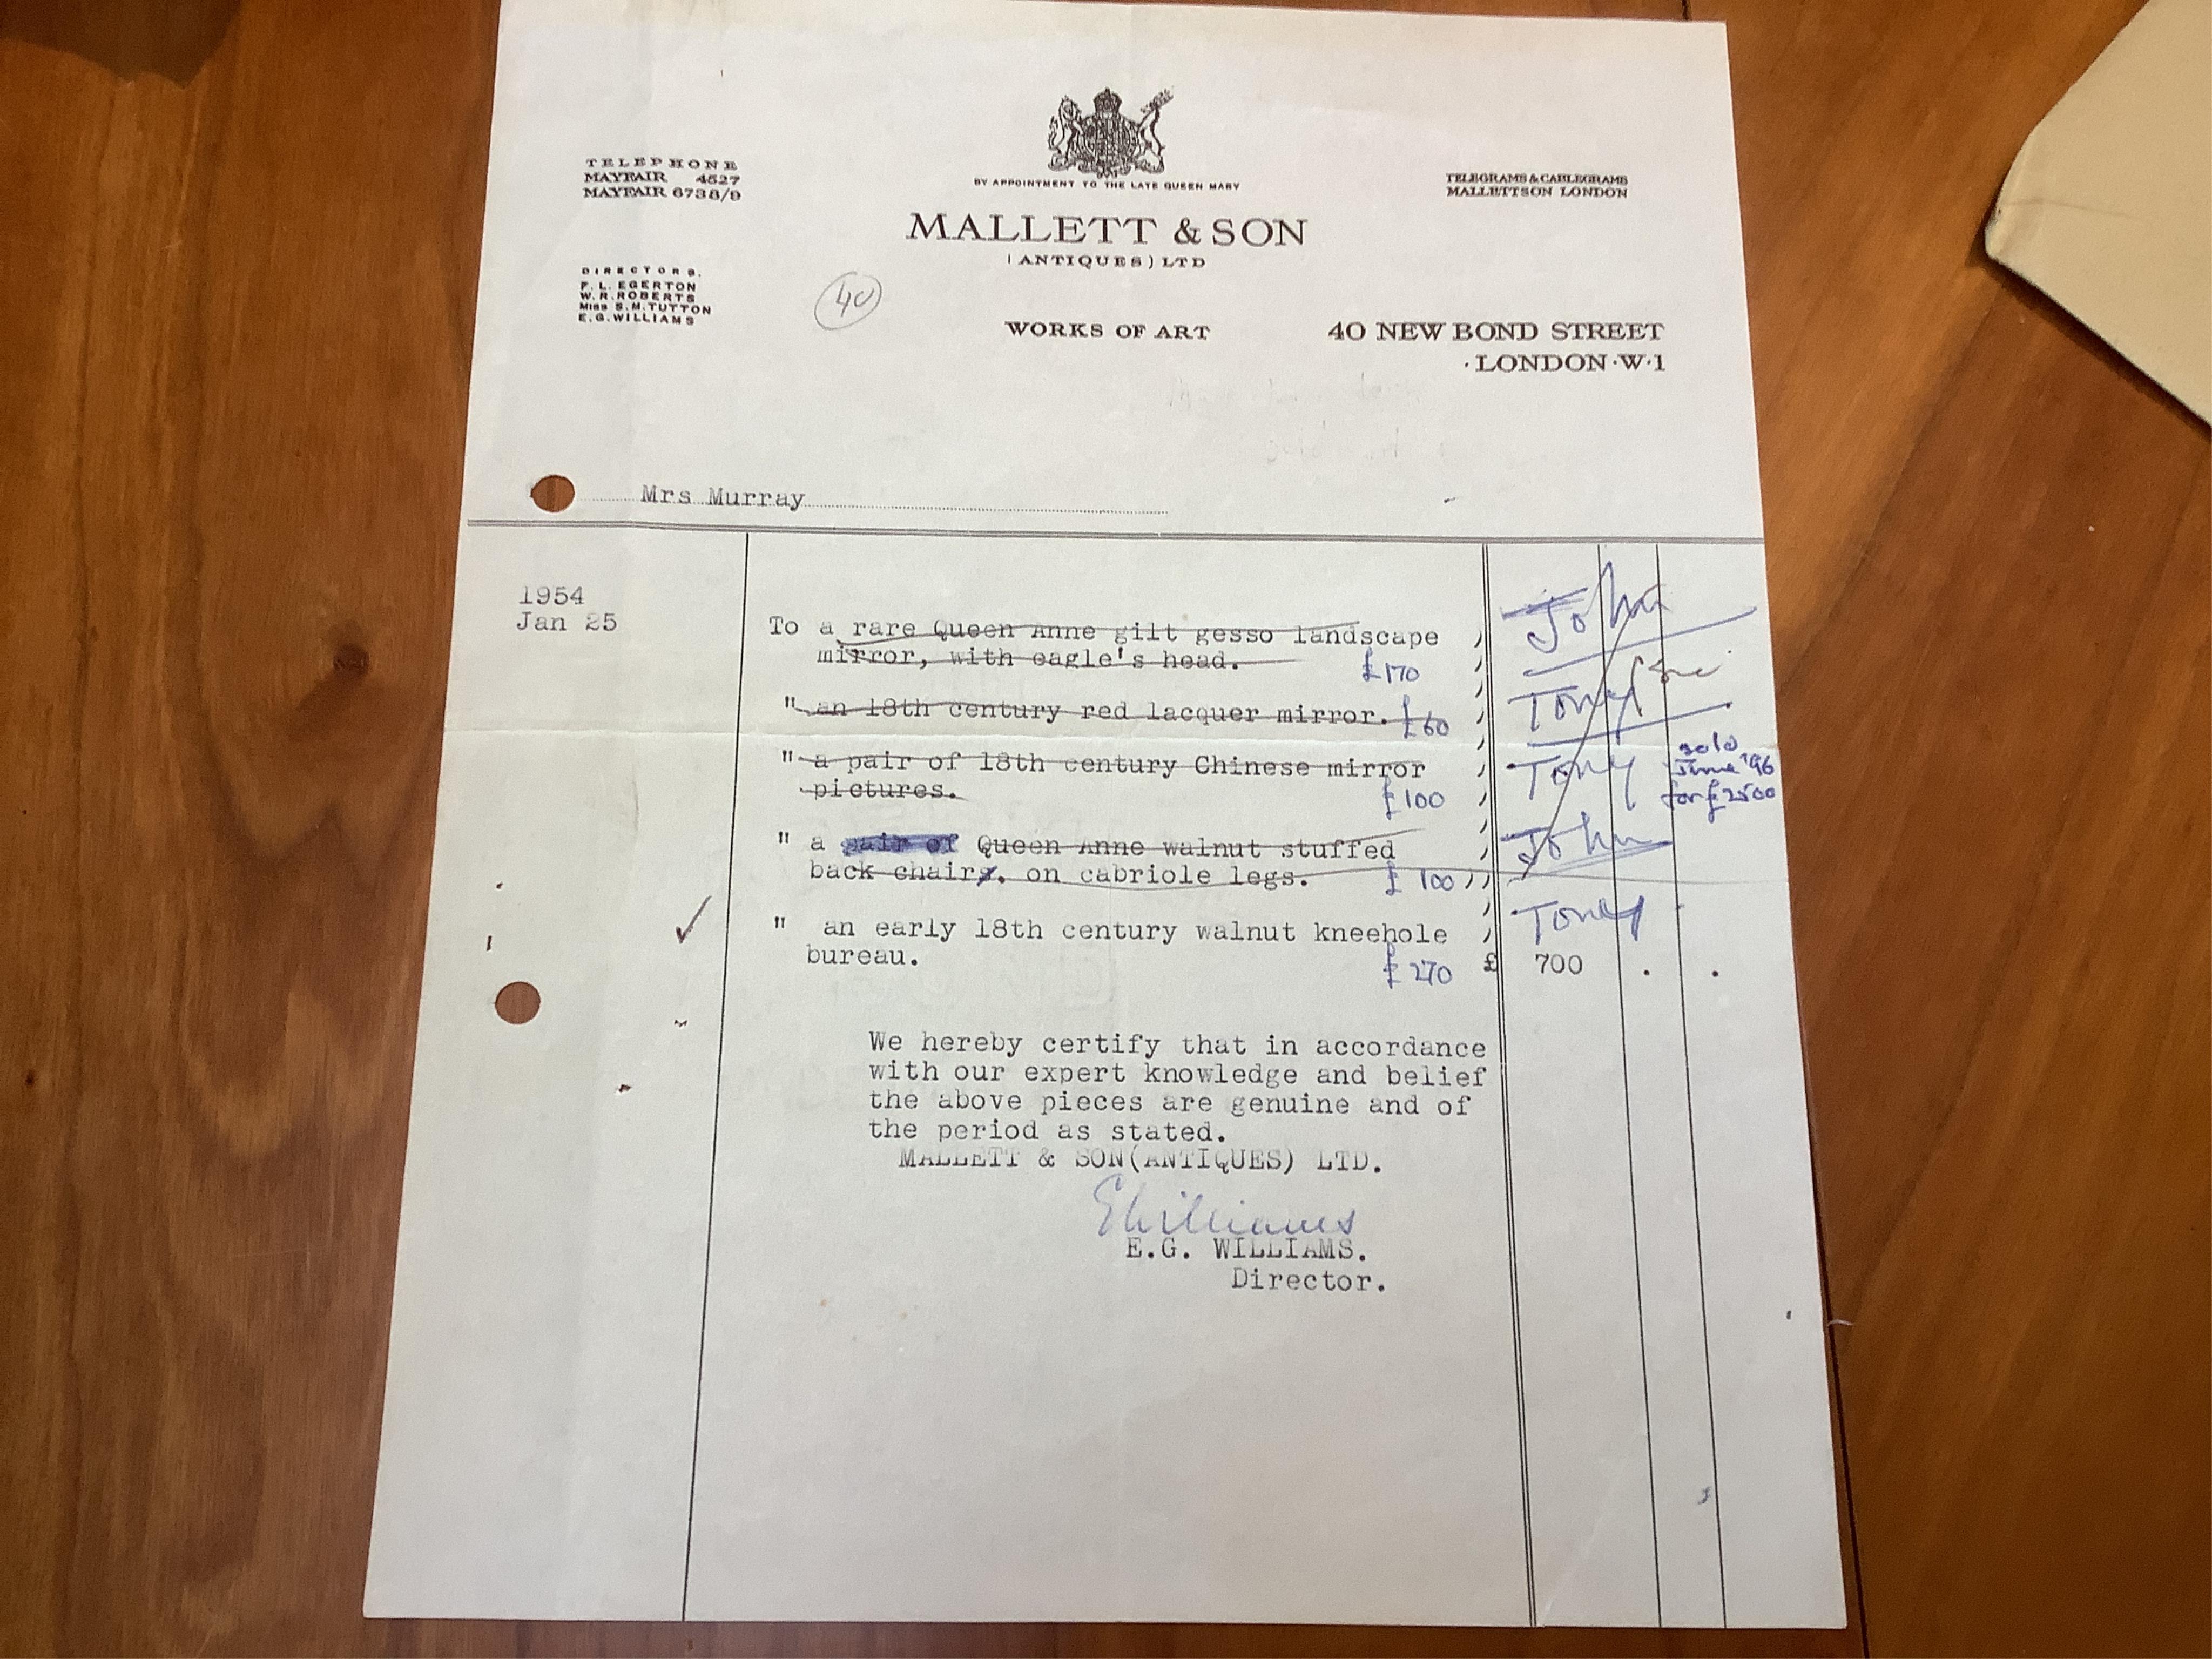 TELEPHONE
MAYFAIR 4527
MAYFAIR 6738/9
BY APPOINTMENT TO THE LATE QUEEN MARY
TELEGRAMS & CABLEGRAMS
MALLETTSON LONDON
MALLETT & SON
(ANTIQUES) LTD
DIRECTORS.
F. L. EGERTON
W. R. ROBERTS
Miss S. M. TUTTON
E. G. WILLIAMS
40
WORKS OF ART
40 NEW BOND STREET
·LONDON·W·1
Mrs Murray
1954
Jan 25
To a rare Queen Anne gilt gesso landscape
mirror, with eagle's head. £170
John
" an 18th century red lacquer mirror. £60
Tony
" a pair of 18th century Chinese mirror
pictures. £100
Tony
sold
June '96
for £2500
" a pair of Queen Anne walnut stuffed
back chairs. on cabriole legs. £100
John
" an early 18th century walnut kneehole
bureau. £270
Tony
£ 700 . .
We hereby certify that in accordance
with our expert knowledge and belief
the above pieces are genuine and of
the period as stated.
MALLETT & SON(ANTIQUES) LTD.
EWilliams
E.G. WILLIAMS.
Director.